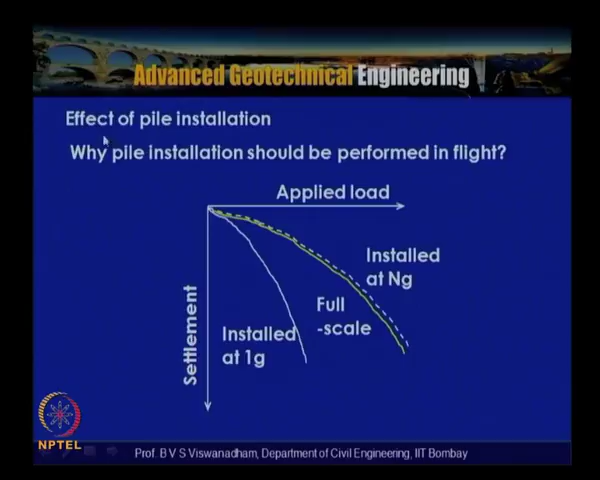 Advanced Geotechnical Engineering
Effect of pile installation
Why pile installation should be performed in flight?
Applied load
Installed
at Ng
Full
-scale
Installed
at 1g
Settlement
NPTEL
Prof. B V S Viswanadham, Department of Civil Engineering, IIT Bombay